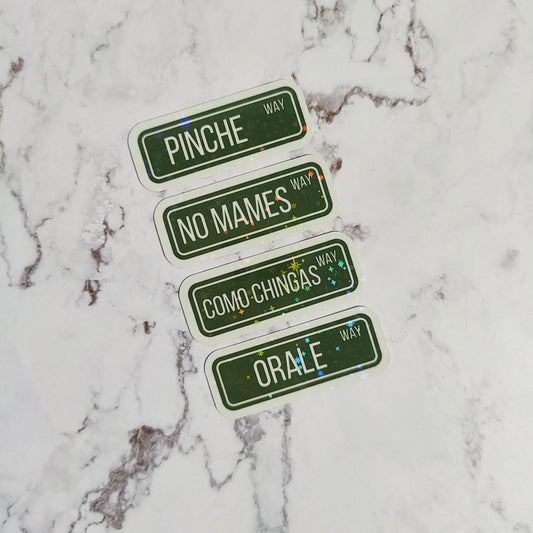 PINCHE WAY
NO MAMES WAY
COMO CHINGAS WAY
ORALE WAY